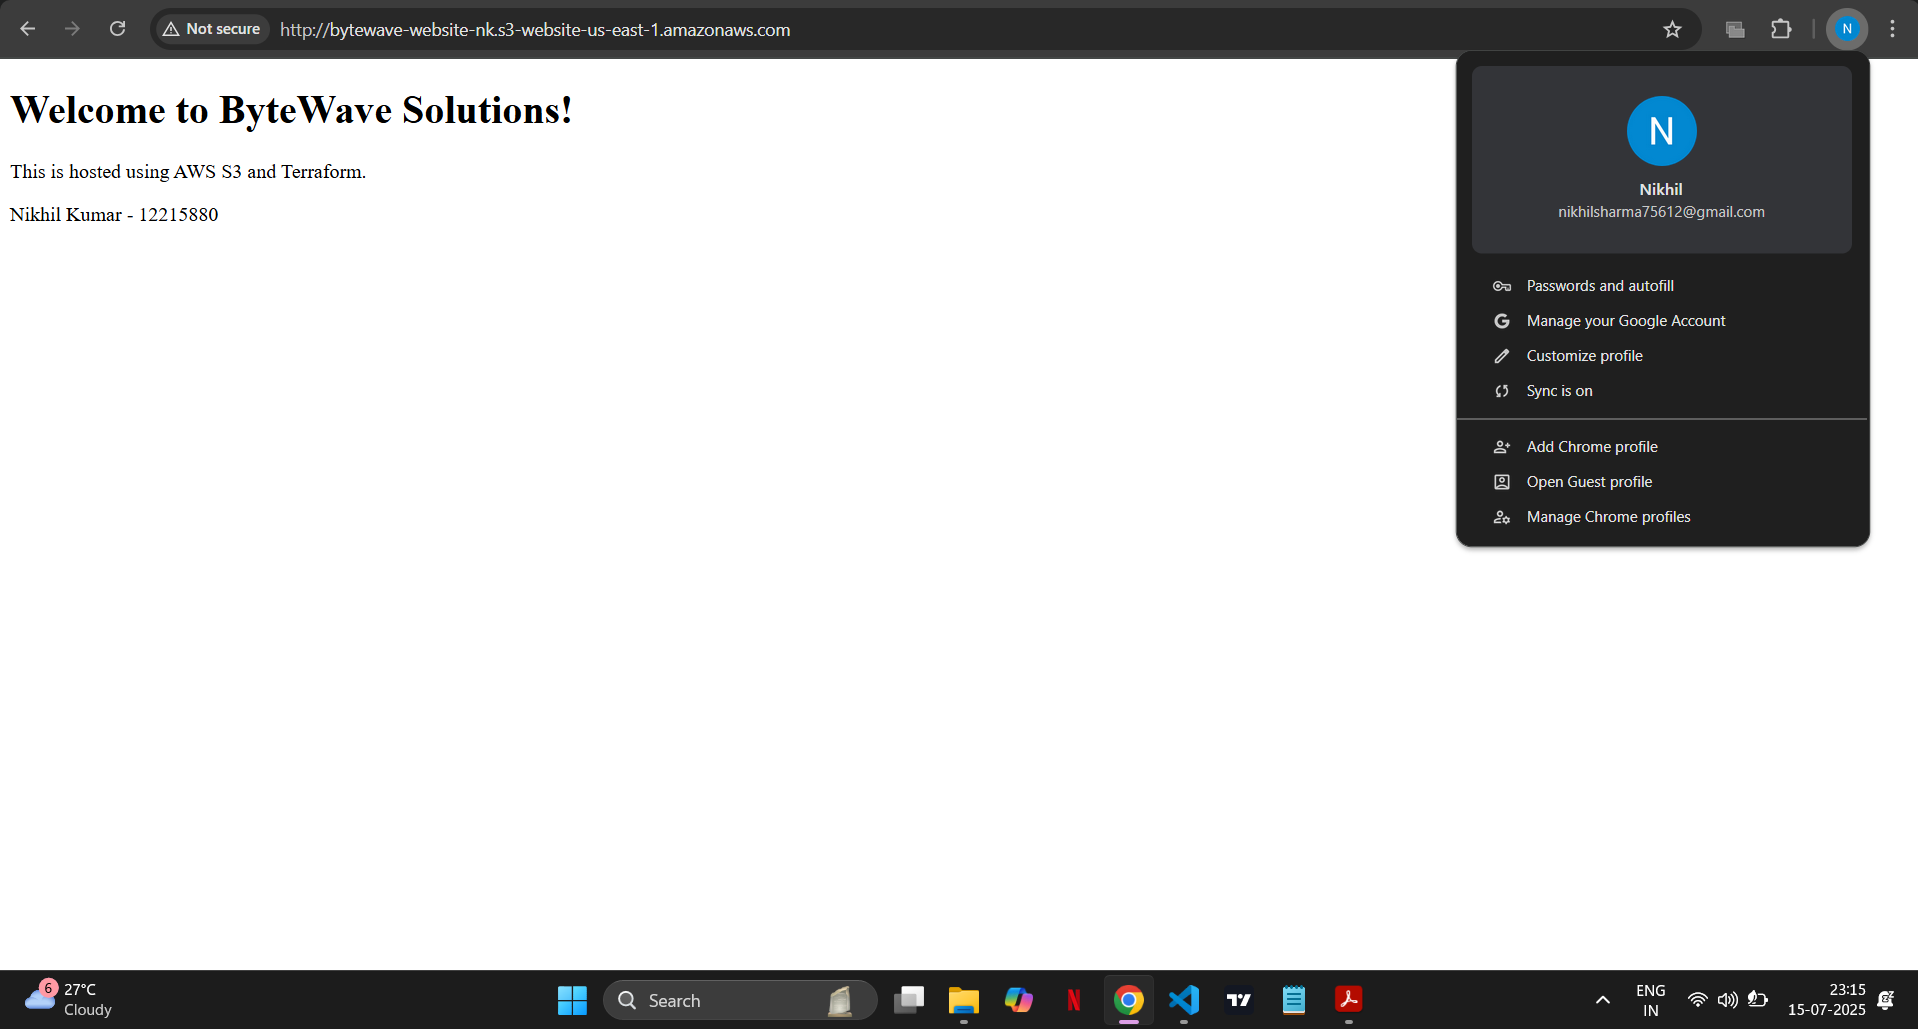 Not secure
http://bytewave-website-nk.s3-website-us-east-1.amazonaws.com
N
Welcome to ByteWave Solutions!
This is hosted using AWS S3 and Terraform.
Nikhil Kumar - 12215880
N
Nikhil
nikhilsharma75612@gmail.com
Passwords and autofill
Manage your Google Account
Customize profile
Sync is on
Add Chrome profile
Open Guest profile
Manage Chrome profiles
6
27°C
Cloudy
Search
ENG
IN
23:15
15-07-2025